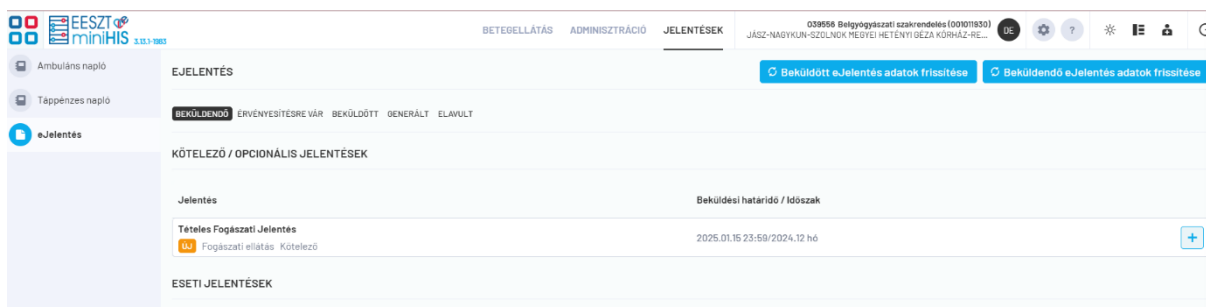 EESZT
miniHIS 3.13.1-1983
BETEGELLÁTÁS ADMINISZTRÁCIÓ JELENTÉSEK
039556 Belgyógyászati szakrendelés (001011930)
JÁSZ-NAGYKUN-SZOLNOK MEGYEI HETÉNYI GÉZA KÓRHÁZ-RE...
DE
?
Ambuláns napló
Táppénzes napló
eJelentés
EJELENTÉS
Beküldött eJelentés adatok frissítése
Beküldendő eJelentés adatok frissítése
BEKÜLDENDŐ ÉRVÉNYESÍTÉSRE VÁR BEKÜLDÖTT GENERÁLT ELAVULT
KÖTELEZŐ / OPCIONÁLIS JELENTÉSEK
Jelentés Beküldési határidő / Időszak
Tételes Fogászati Jelentés
ÚJ Fogászati ellátás Kötelező
2025.01.15 23:59/2024.12 hó
+
ESETI JELENTÉSEK